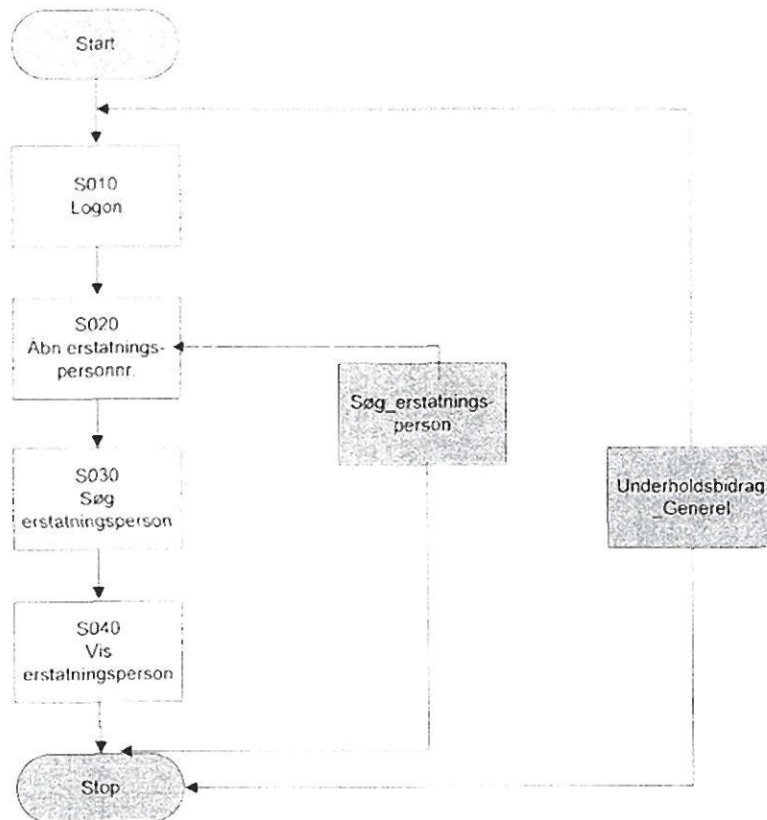 Start
S010
Logon
S020
Åbn erstatnings-
personnr.
Søg_erstatnings-
person
S030
Søg
erstatningsperson
Underholdsbidrag
_Generel
S040
Vis
erstatningsperson
Stop